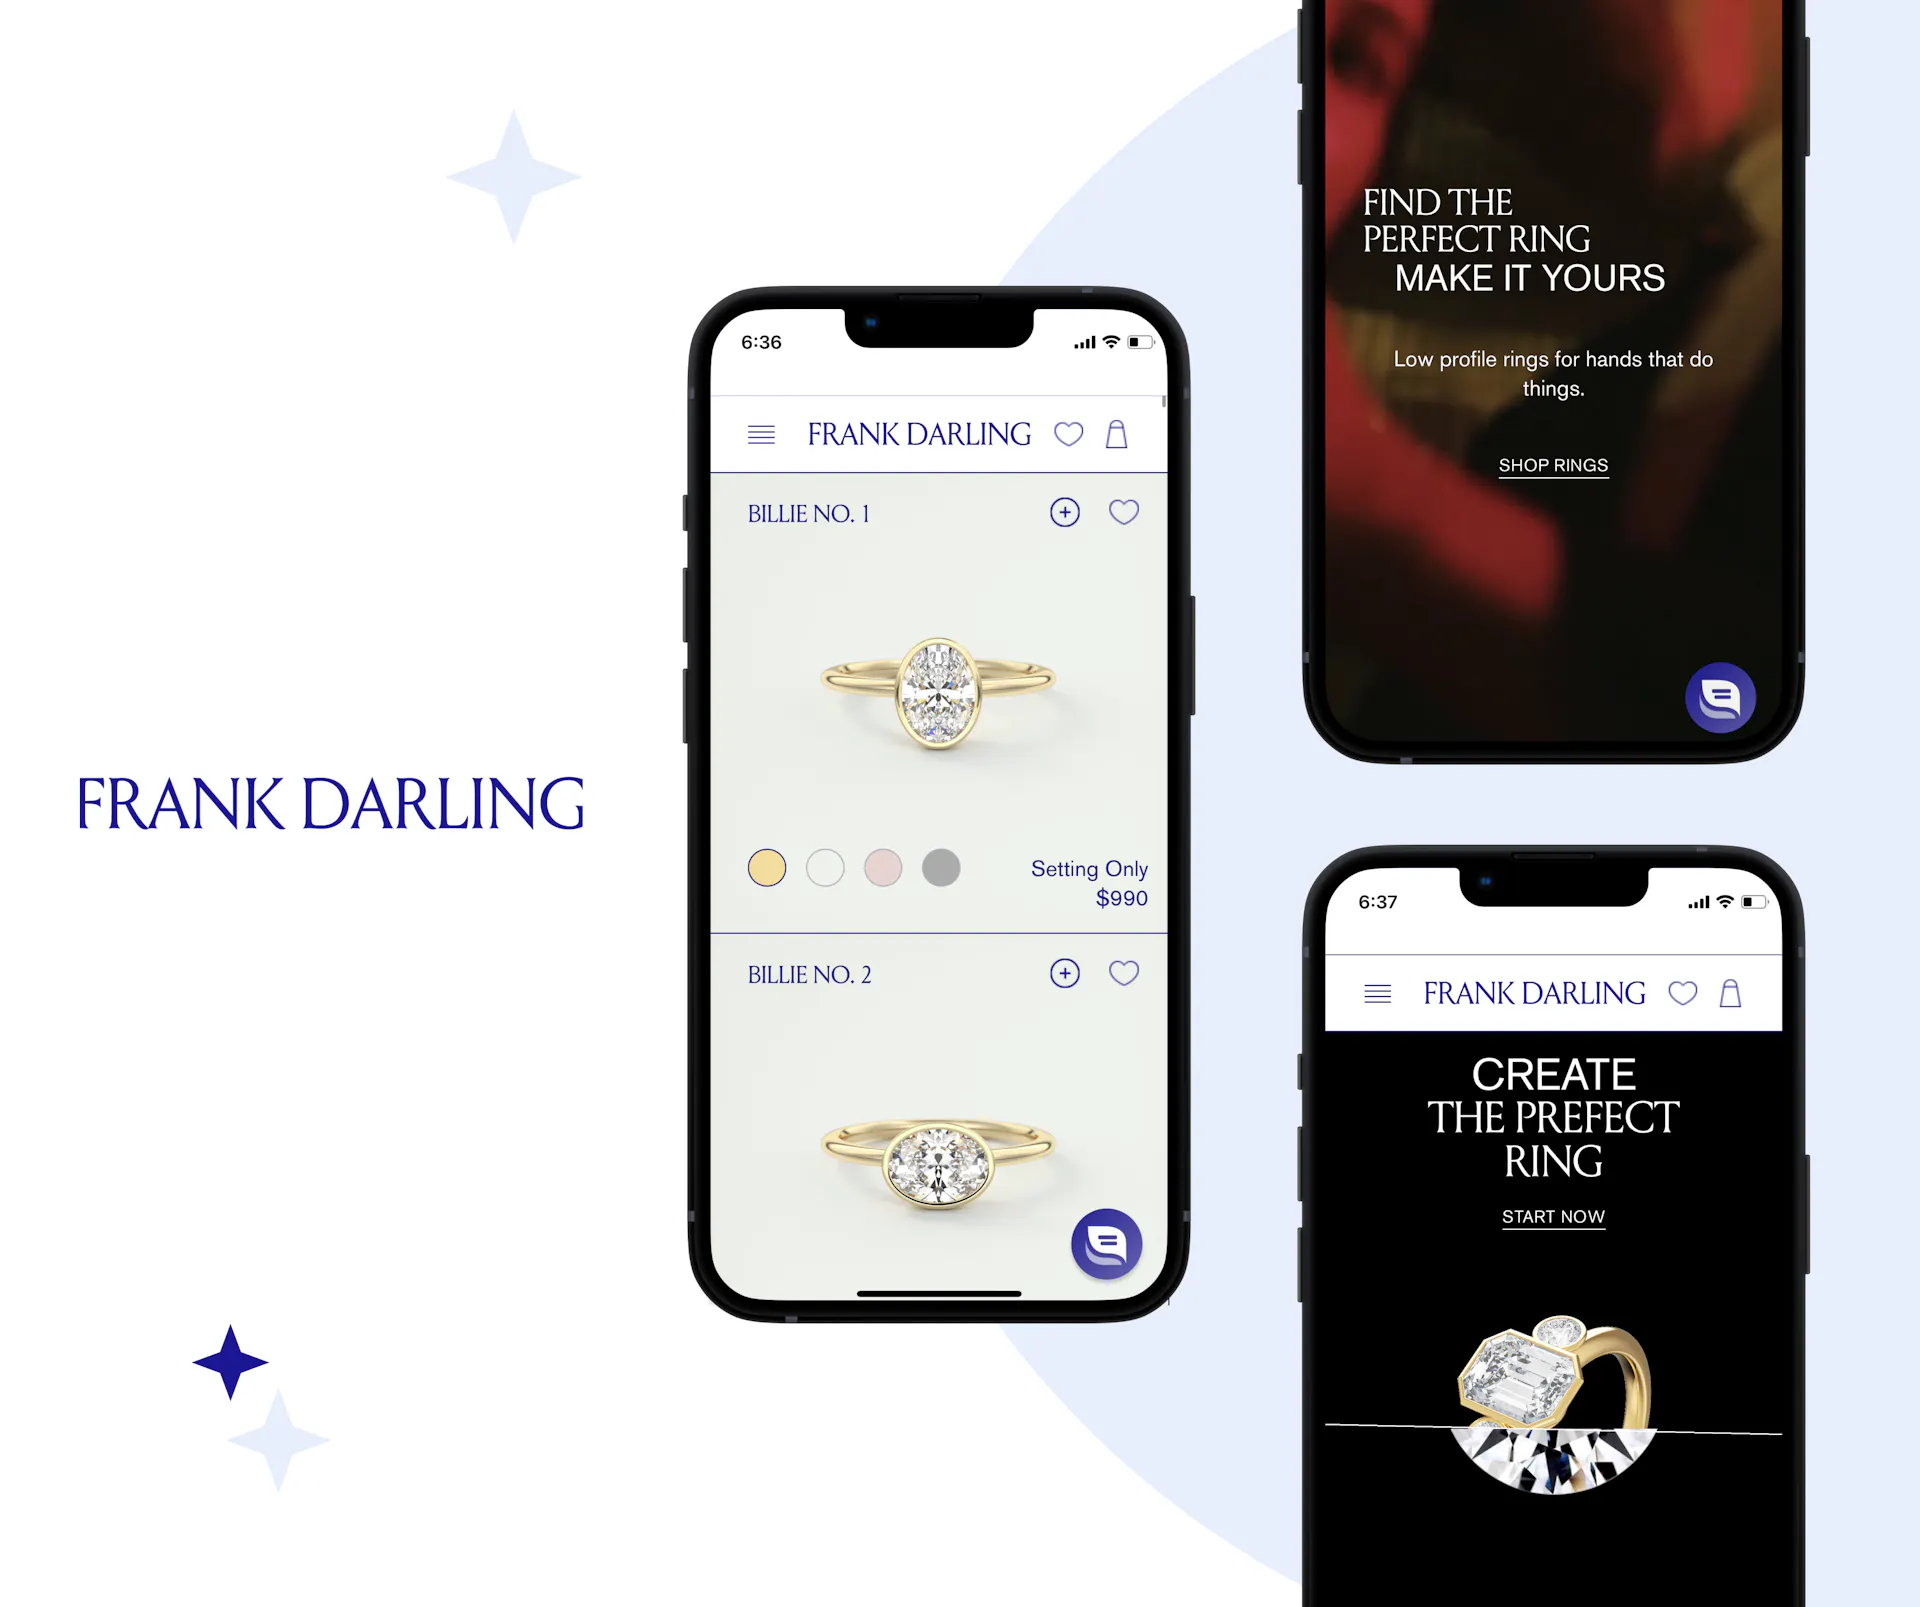 FRANK DARLING
6:36
FRANK DARLING
BILLIE NO. 1
Setting Only
$990
BILLIE NO. 2
FIND THE
PERFECT RING
MAKE IT YOURS
Low profile rings for hands that do
things.
SHOP RINGS
6:37
FRANK DARLING
CREATE
THE PREFECT
RING
START NOW